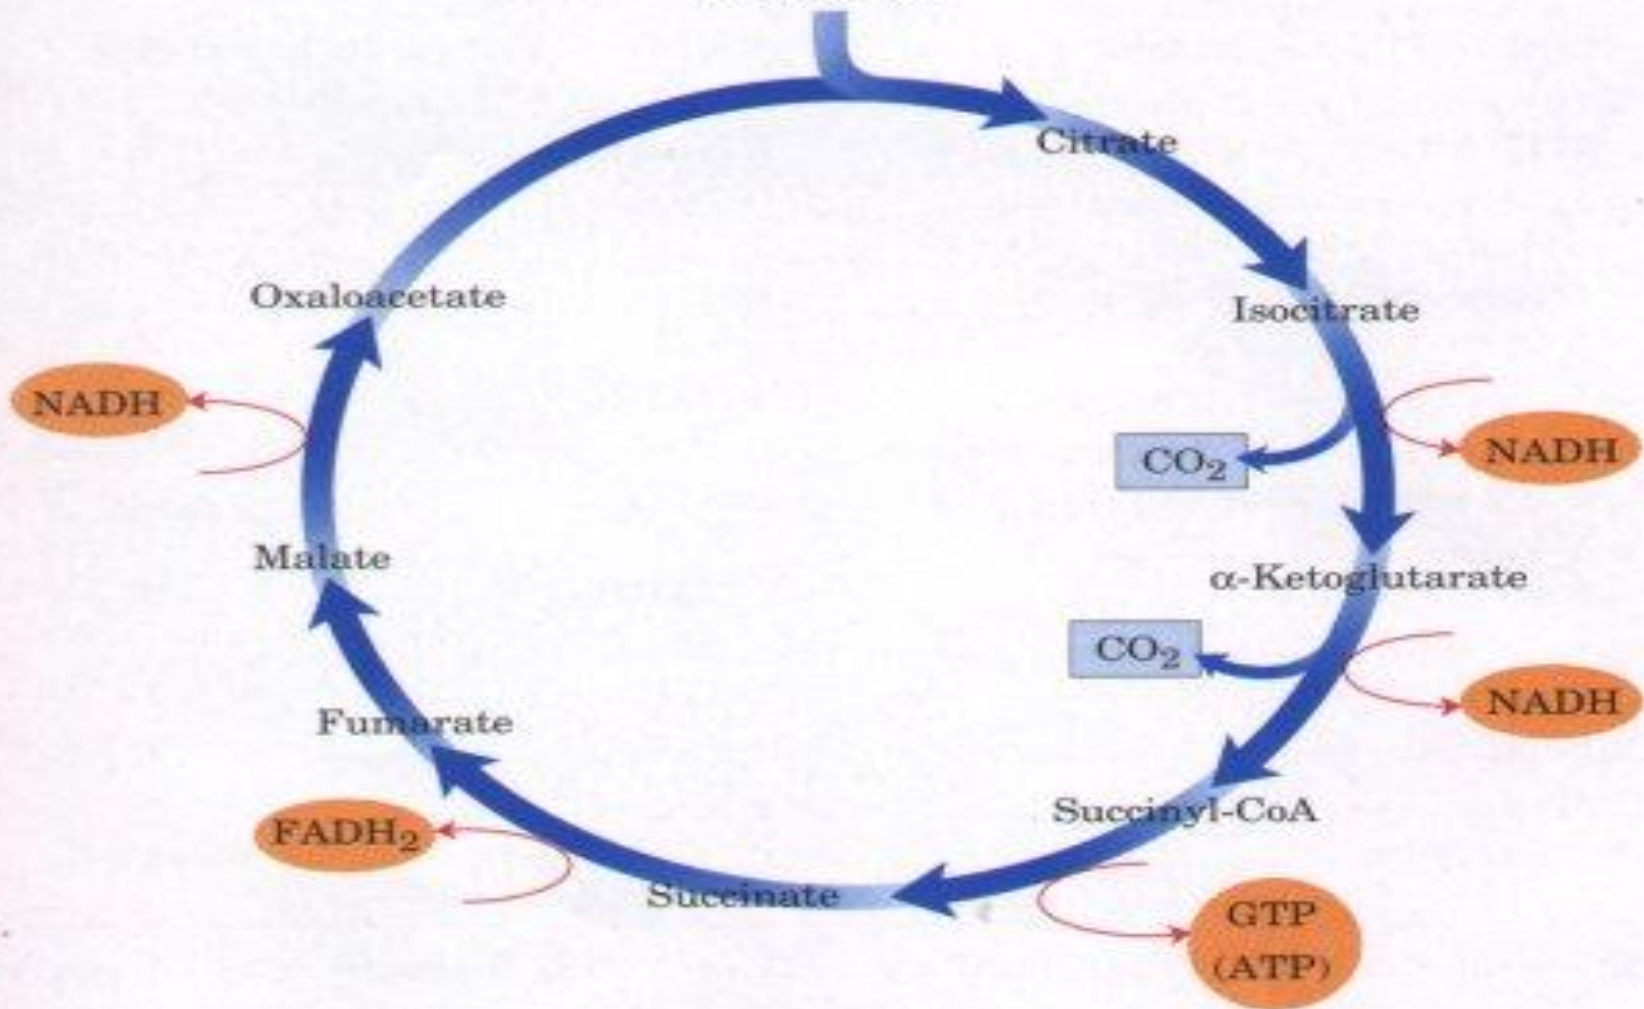 Citrate
Isocitrate
NADH
CO₂
α-Ketoglutarate
CO₂
NADH
Succinyl-CoA
GTP
(ATP)
Succinate
FADH₂
Fumarate
Malate
NADH
Oxaloacetate